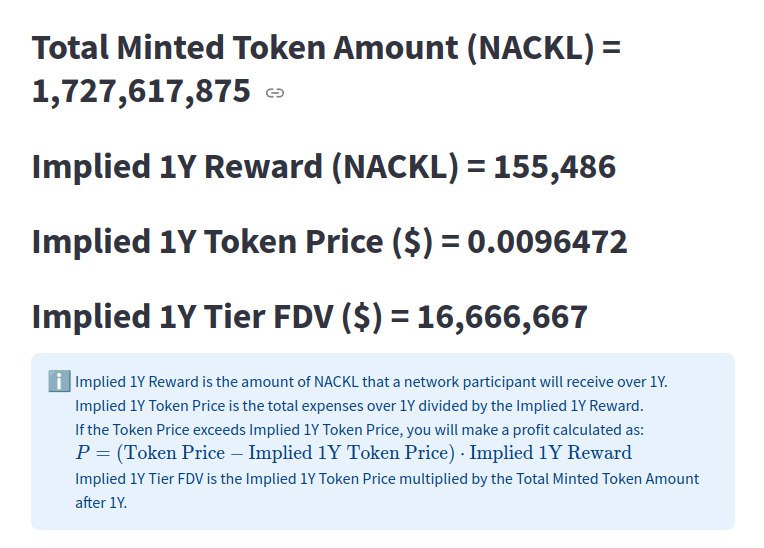 Total Minted Token Amount (NACKL) =
1,727,617,875
Implied 1Y Reward (NACKL) = 155,486
Implied 1Y Token Price ($) = 0.0096472
Implied 1Y Tier FDV ($) = 16,666,667
Implied 1Y Reward is the amount of NACKL that a network participant will receive over 1Y.
Implied 1Y Token Price is the total expenses over 1Y divided by the Implied 1Y Reward.
If the Token Price exceeds Implied 1Y Token Price, you will make a profit calculated as:
P = (Token Price − Implied 1Y Token Price) · Implied 1Y Reward
Implied 1Y Tier FDV is the Implied 1Y Token Price multiplied by the Total Minted Token Amount
after 1Y.